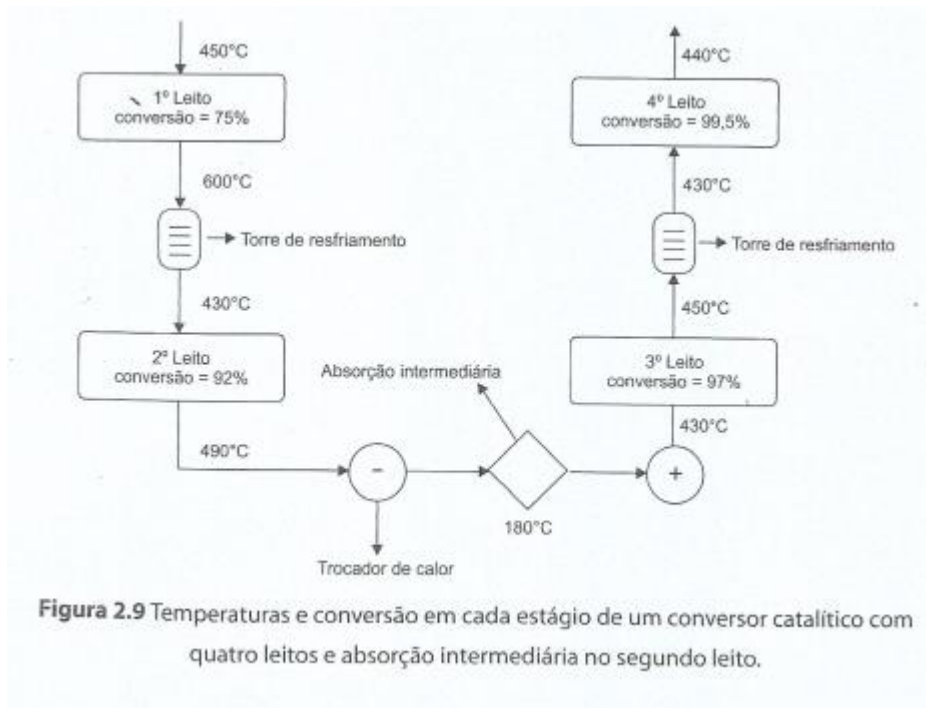 450°C
1º Leito
conversão = 75%
600°C
Torre de resfriamento
430°C
2º Leito
conversão = 92%
490°C
-
Trocador de calor
Absorção intermediária
180°C
+
430°C
3º Leito
conversão = 97%
450°C
Torre de resfriamento
430°C
4º Leito
conversão = 99,5%
440°C
Figura 2.9 Temperaturas e conversão em cada estágio de um conversor catalítico com
quatro leitos e absorção intermediária no segundo leito.